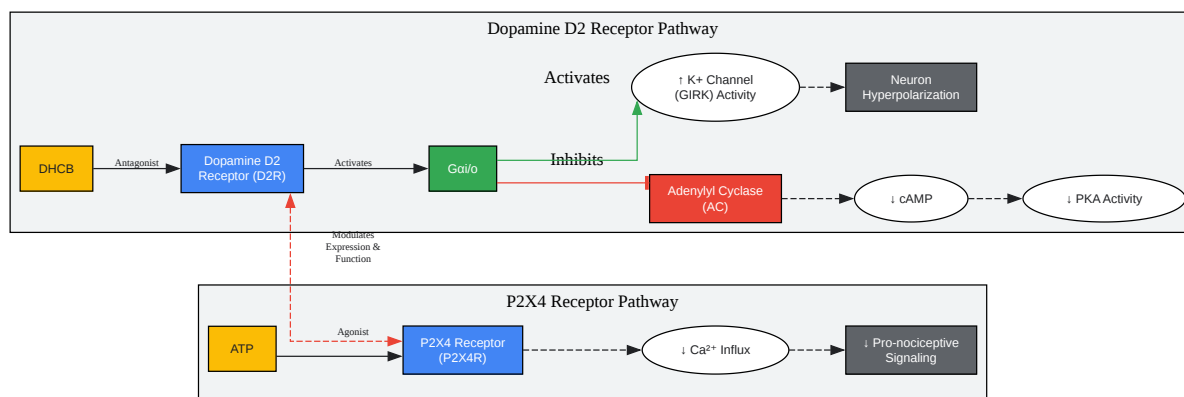 Dopamine D2 Receptor Pathway
Activates
↑ K+ Channel
(GIRK) Activity
Neuron
Hyperpolarization
DHCB
Antagonist
Dopamine D2
Receptor (D2R)
Activates
Gαi/o
Inhibits
Adenylyl Cyclase
(AC)
↓ cAMP
↓ PKA Activity
Modulates
Expression &
Function
P2X4 Receptor Pathway
ATP
Agonist
P2X4 Receptor
(P2X4R)
↓ Ca²⁺ Influx
↓ Pro-nociceptive
Signaling